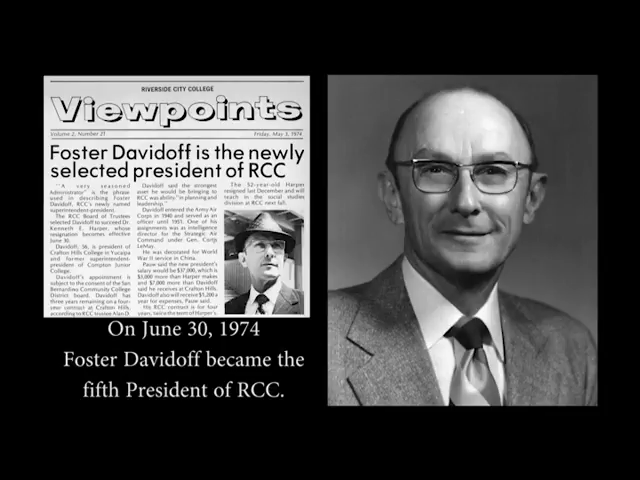 RIVERSIDE CITY COLLEGE
Viewpoints
Volume 2, Number 21
Friday, May 3, 1974
Foster Davidoff is the newly
selected president of RCC
"A very seasoned
Administrator" is the phrase
used in describing Foster
Davidoff, RCC's newly named
superintendent-president.
The RCC Board of Trustees
selected Davidoff to succeed Dr.
Kenneth E. Harper, whose
resignation becomes effective
June 30.
Davidoff, 56, is president of
Crafton Hills College in Yucaipa
and former superintendent-
president of Compton Junior
College.
Davidoff's appointment is
subject to the consent of the San
Bernardino Community College
District board. Davidoff has
three years remaining on a four-
year contract at Crafton Hills,
according to RCC trustee Alan D.
Davidoff said the strongest
asset he would be bringing to
RCC was ability "in planning and
leadership."
Davidoff entered the Army Air
Corps in 1940 and served as an
officer until 1955. One of his
assignments was as intelligence
director for the Strategic Air
Command under Gen. Curtis
LeMay.
He was decorated for World
War II service in China.
Pauw said the new president's
salary would be $37,000, which is
$3,000 more than Harper makes
and $7,000 more than Davidoff
said he receives at Crafton Hills.
Davidoff also will receive $1,200 a
year for expenses, Pauw said.
His RCC contract is for four
years, twice the term of Harper's.
The 52-year-old Harper
resigned last December and will
teach in the social studies
division at RCC next fall.
On June 30, 1974
Foster Davidoff became the
fifth President of RCC.